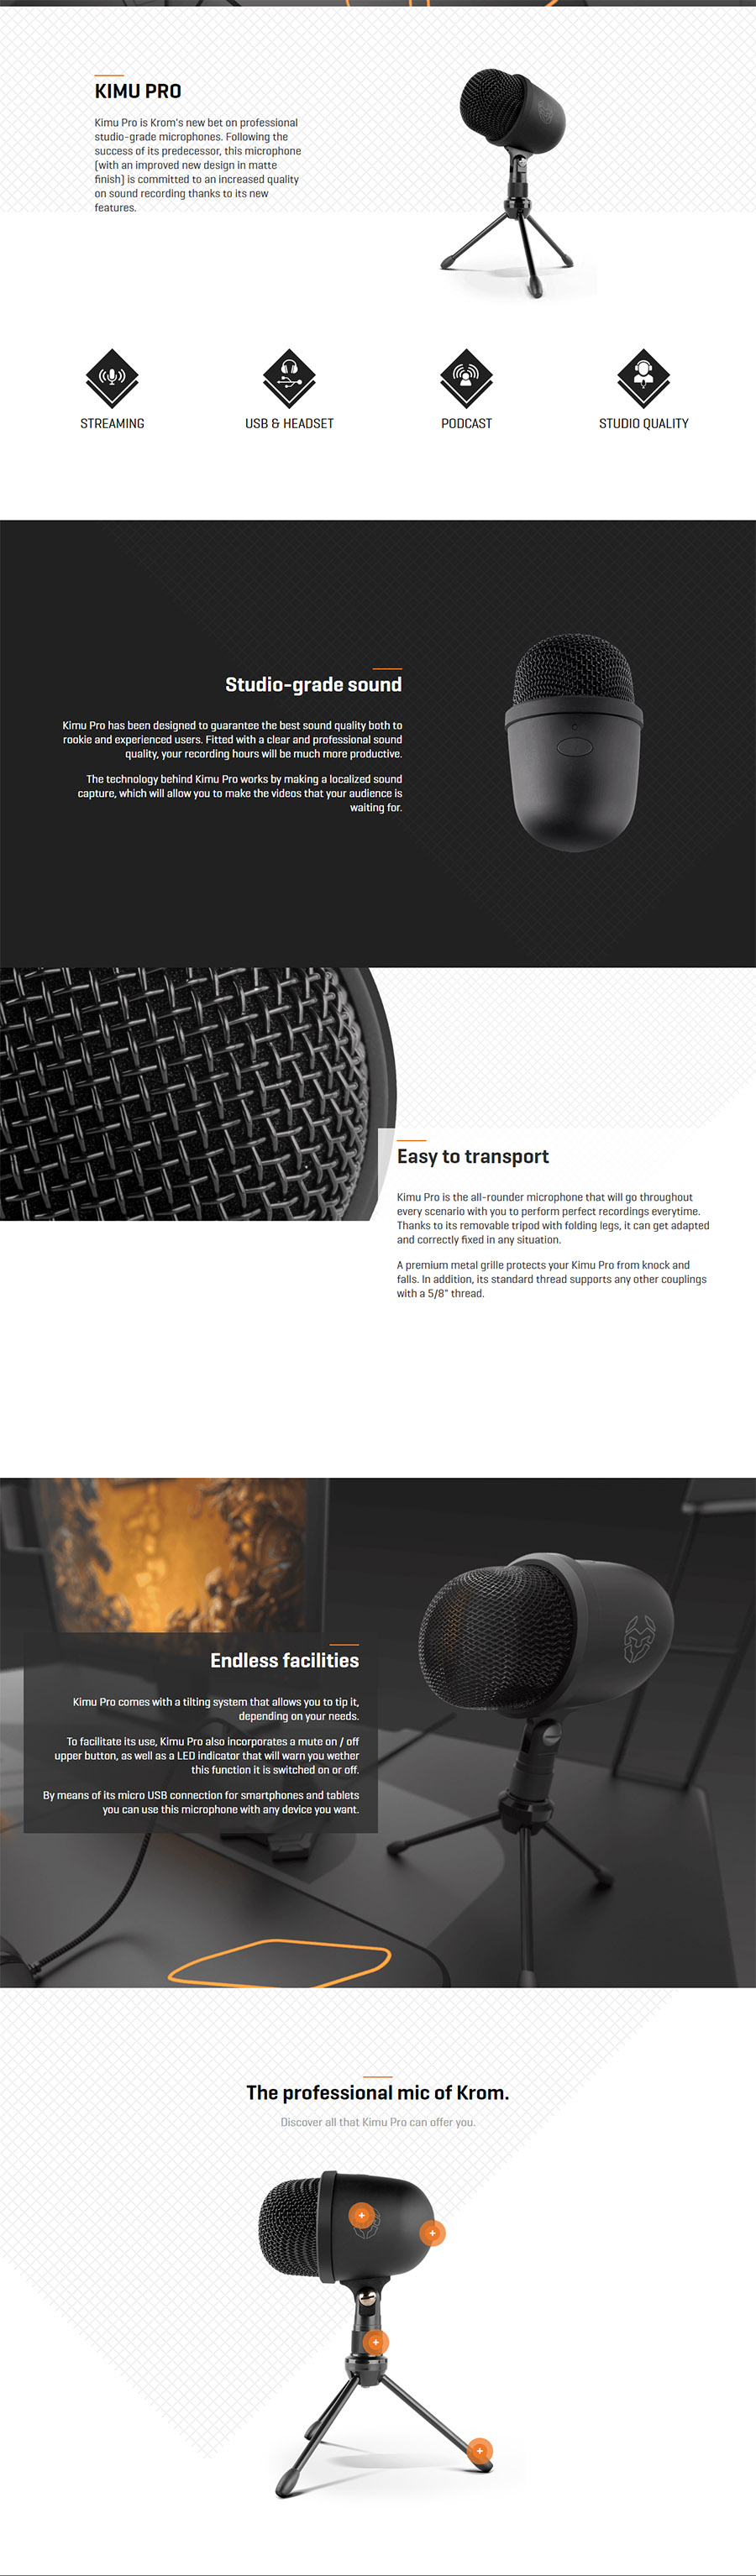 KIMU PRO
Kimu Pro is Krom's new bet on professional
studio-grade microphones. Following the
success of its predecessor, this microphone
(with an improved new design in matte
finish) is committed to an increased quality
on sound recording thanks to its new
features.
STREAMING
USB & HEADSET
PODCAST
STUDIO QUALITY
Studio-grade sound
Kimu Pro has been designed to guarantee the best sound quality both to
rookie and experienced users. Fitted with a clear and professional sound
quality, your recording hours will be much more productive.
The technology behind Kimu Pro works by making a localized sound
capture, which will allow you to make the videos that your audience is
waiting for.
Easy to transport
Kimu Pro is the all-rounder microphone that will go throughout
every scenario with you to perform perfect recordings everytime.
Thanks to its removable tripod with folding legs, it can get adapted
and correctly fixed in any situation.
A premium metal grille protects your Kimu Pro from knock and
falls. In addition, its standard thread supports any other couplings
with a 5/8" thread.
Endless facilities
Kimu Pro comes with a tilting system that allows you to tip it,
depending on your needs.
To facilitate its use, Kimu Pro also incorporates a mute on / off
upper button, as well as a LED indicator that will warn you wether
this function it is switched on or off.
By means of its micro USB connection for smartphones and tablets
you can use this microphone with any device you want.
The professional mic of Krom.
Discover all that Kimu Pro can offer you.